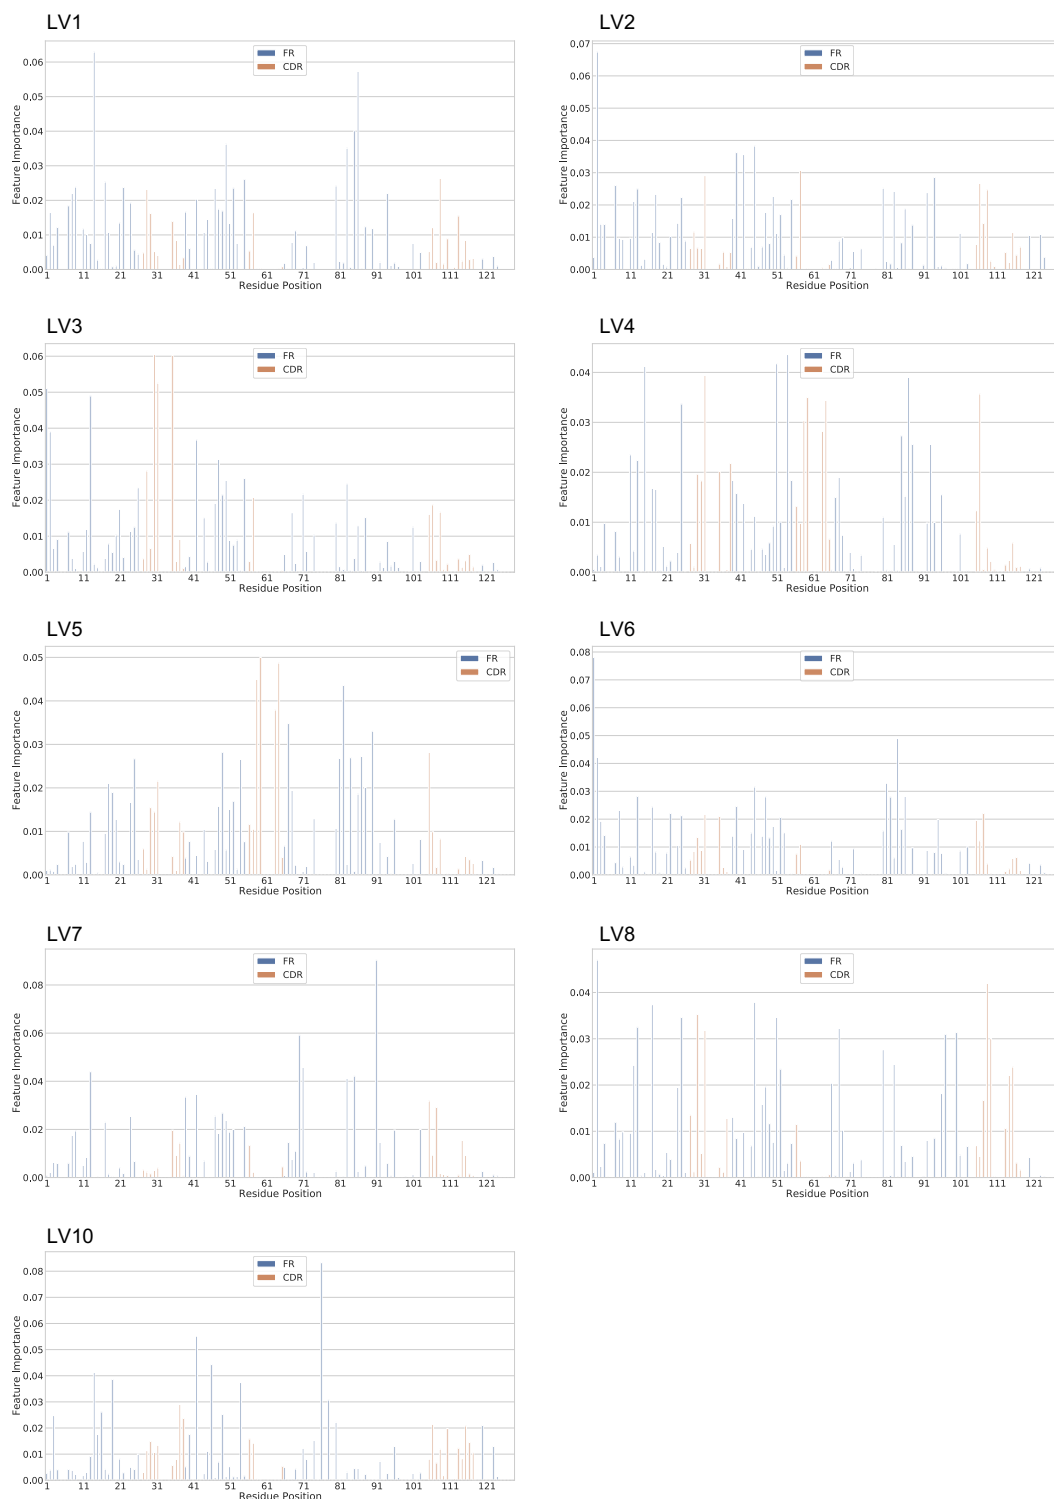 LV1
FR
CDR
0.06
0.05
0.04
0.03
0.02
0.01
0.00
Feature Importance
1 11 21 31 41 51 61 71 81 91 101 111 121
Residue Position
LV2
FR
CDR
0.07
0.06
0.05
0.04
0.03
0.02
0.01
0.00
Feature Importance
1 11 21 31 41 51 61 71 81 91 101 111 121
Residue Position
LV3
FR
CDR
0.06
0.05
0.04
0.03
0.02
0.01
0.00
Feature Importance
1 11 21 31 41 51 61 71 81 91 101 111 121
Residue Position
LV4
FR
CDR
0.04
0.03
0.02
0.01
0.00
Feature Importance
1 11 21 31 41 51 61 71 81 91 101 111 121
Residue Position
LV5
FR
CDR
0.05
0.04
0.03
0.02
0.01
0.00
Feature Importance
1 11 21 31 41 51 61 71 81 91 101 111 121
Residue Position
LV6
FR
CDR
0.08
0.07
0.06
0.05
0.04
0.03
0.02
0.01
0.00
Feature Importance
1 11 21 31 41 51 61 71 81 91 101 111 121
Residue Position
LV7
FR
CDR
0.08
0.06
0.04
0.02
0.00
Feature Importance
1 11 21 31 41 51 61 71 81 91 101 111 121
Residue Position
LV8
FR
CDR
0.04
0.03
0.02
0.01
0.00
Feature Importance
1 11 21 31 41 51 61 71 81 91 101 111 121
Residue Position
LV10
FR
CDR
0.08
0.07
0.06
0.05
0.04
0.03
0.02
0.01
0.00
Feature Importance
1 11 21 31 41 51 61 71 81 91 101 111 121
Residue Position